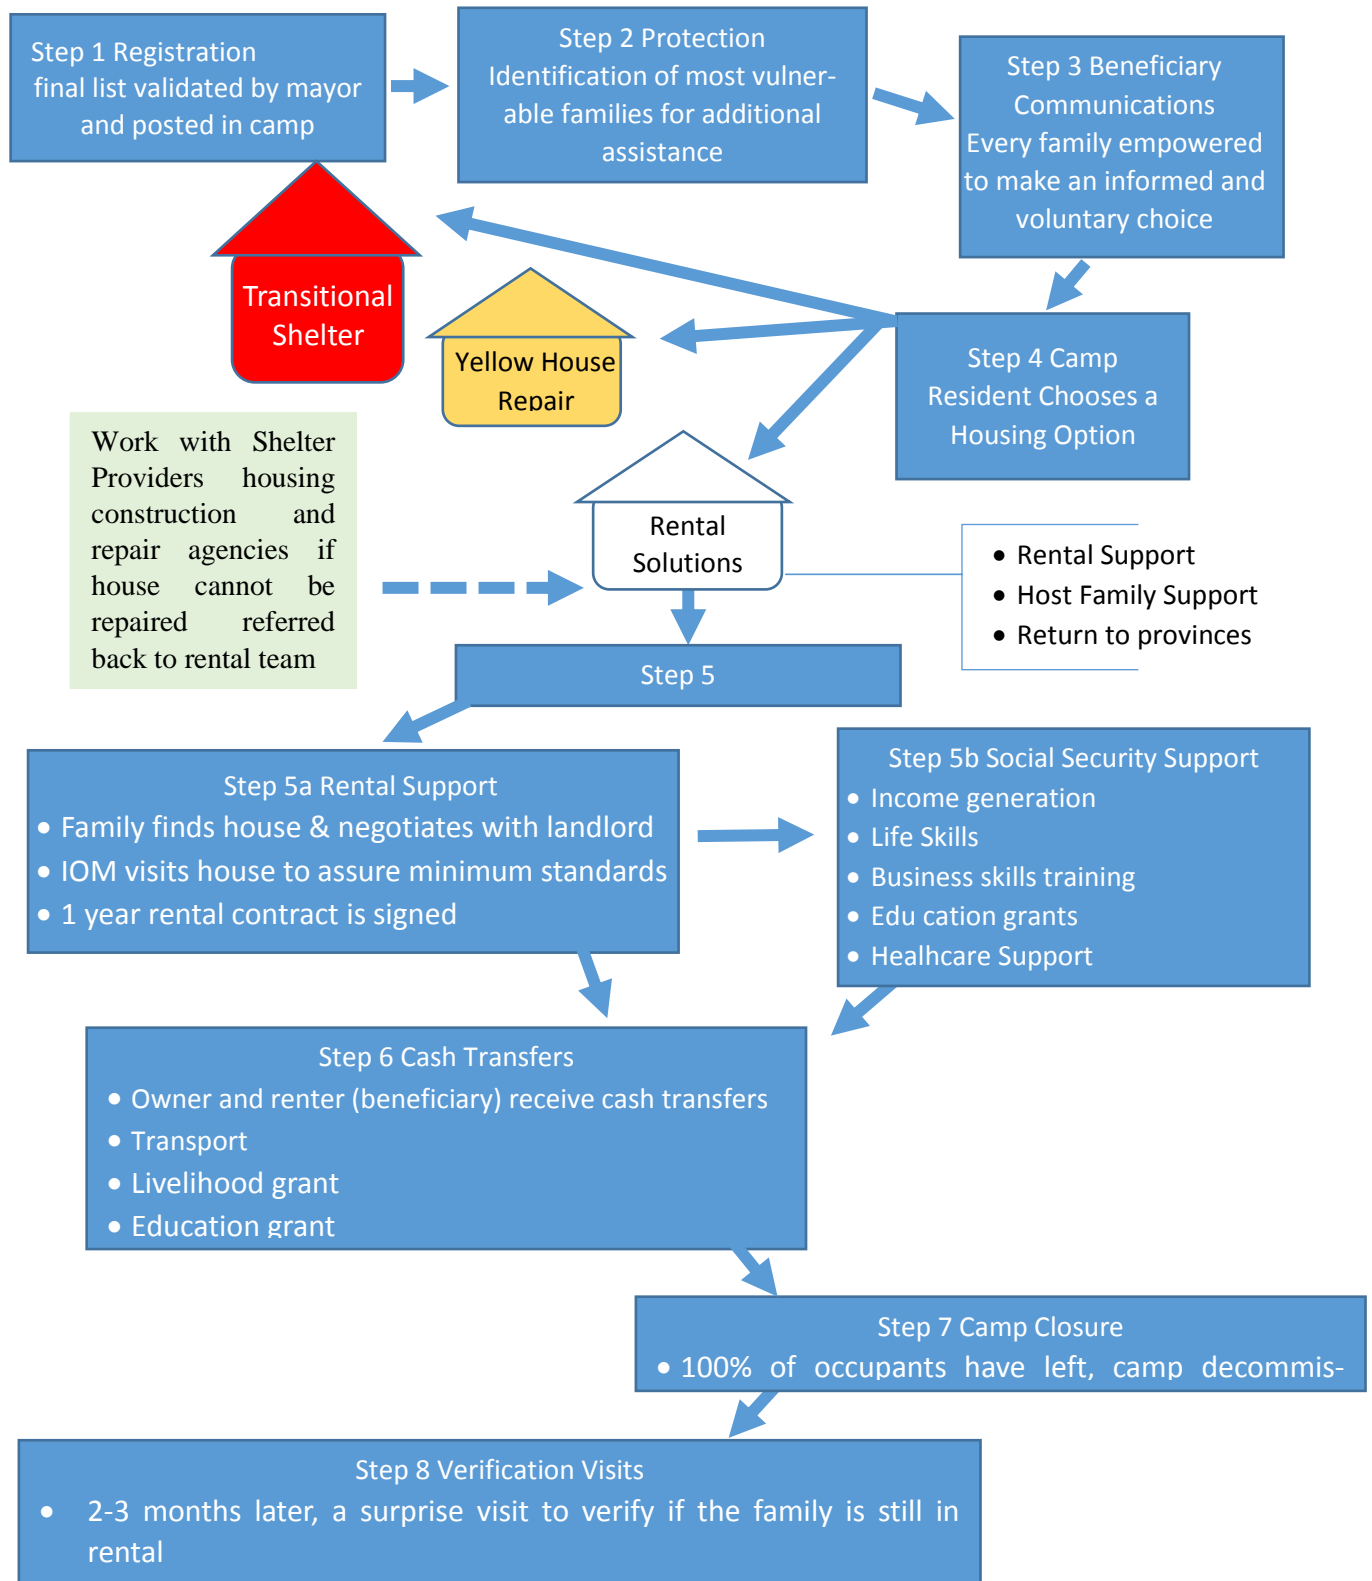 Step 1 Registration
final list validated by mayor
and posted in camp
Step 2 Protection
Identification of most vulner-
able families for additional
assistance
Step 3 Beneficiary
Communications
Every family empowered
to make an informed and
voluntary choice
Transitional
Shelter
Yellow House
Repair
Step 4 Camp
Resident Chooses a
Housing Option
Work with Shelter
Providers housing
construction and
repair agencies if
house cannot be
repaired referred
back to rental team
Rental
Solutions
• Rental Support
• Host Family Support
• Return to provinces
Step 5
Step 5a Rental Support
• Family finds house & negotiates with landlord
• IOM visits house to assure minimum standards
• 1 year rental contract is signed
Step 5b Social Security Support
• Income generation
• Life Skills
• Business skills training
• Edu cation grants
• Healhcare Support
Step 6 Cash Transfers
• Owner and renter (beneficiary) receive cash transfers
• Transport
• Livelihood grant
• Education grant
Step 7 Camp Closure
• 100% of occupants have left, camp decommis-
Step 8 Verification Visits
• 2-3 months later, a surprise visit to verify if the family is still in
rental